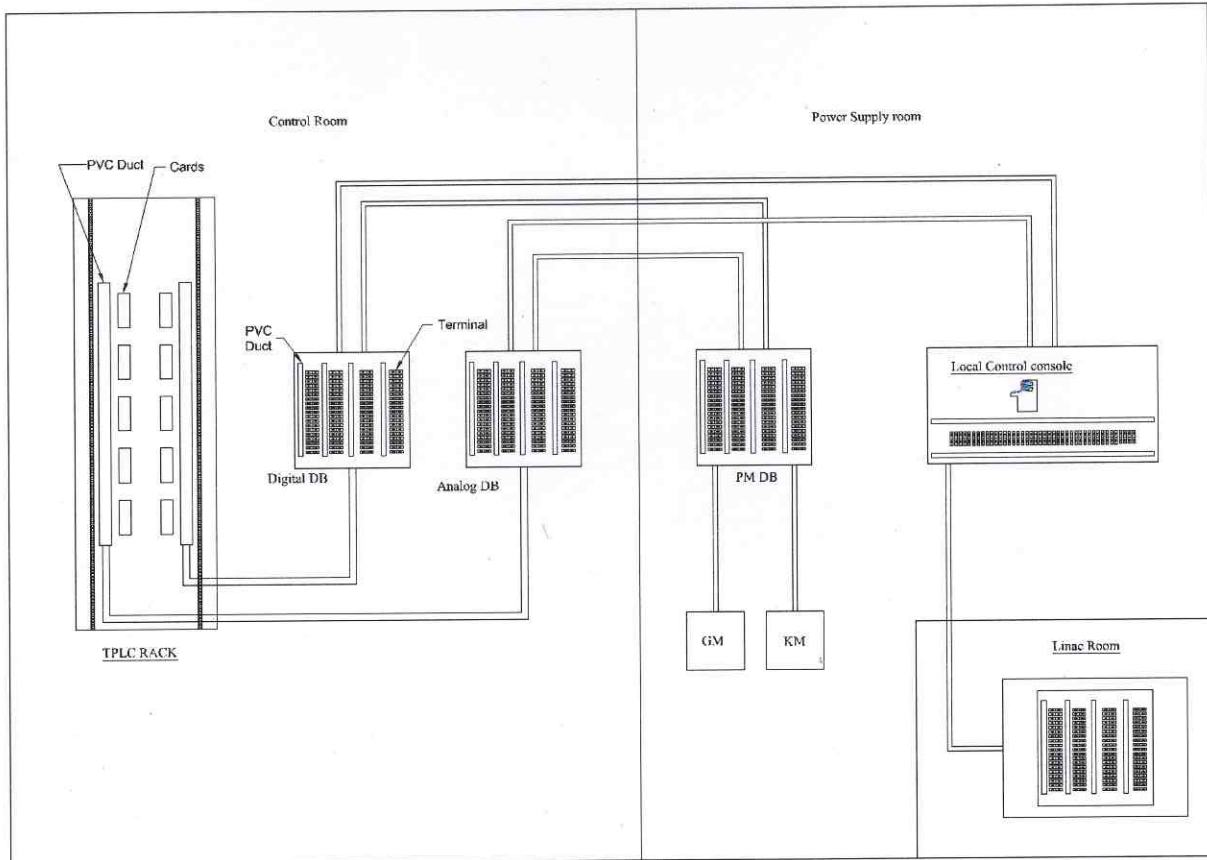 Control Room
Power Supply room
PVC Duct
Cards
PVC
Duct
Terminal
Local Control console
Digital DB
Analog DB
PM DB
GM
KM
TPLC RACK
Linac Room